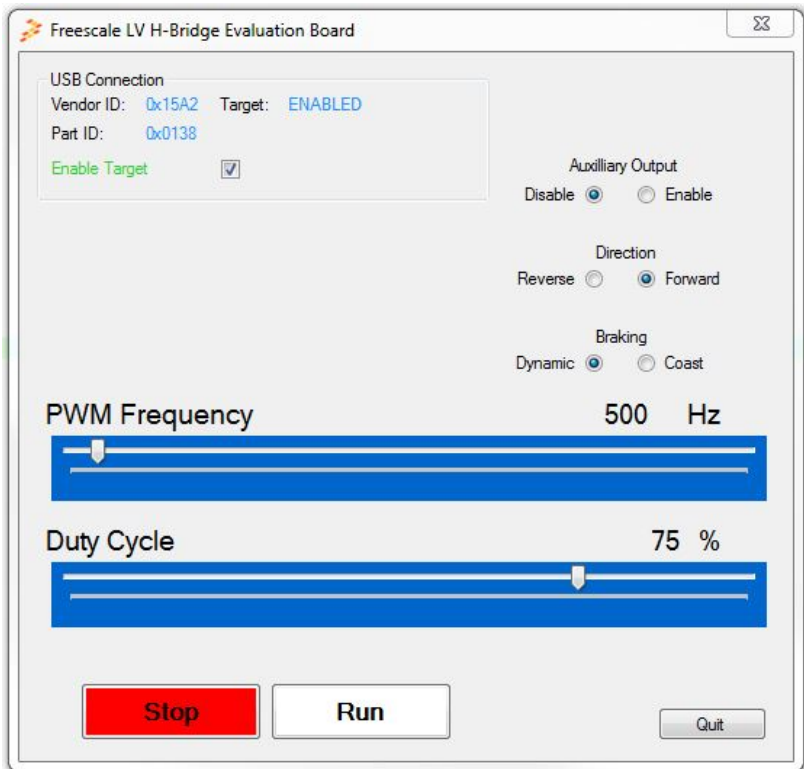 Freescale LV H-Bridge Evaluation Board
USB Connection
Vendor ID: 0x15A2 Target: ENABLED
Part ID: 0x0138
Enable Target
Auxilliary Output
Disable Enable
Direction
Reverse Forward
Braking
Dynamic Coast
PWM Frequency 500 Hz
Duty Cycle 75 %
Stop Run
Quit